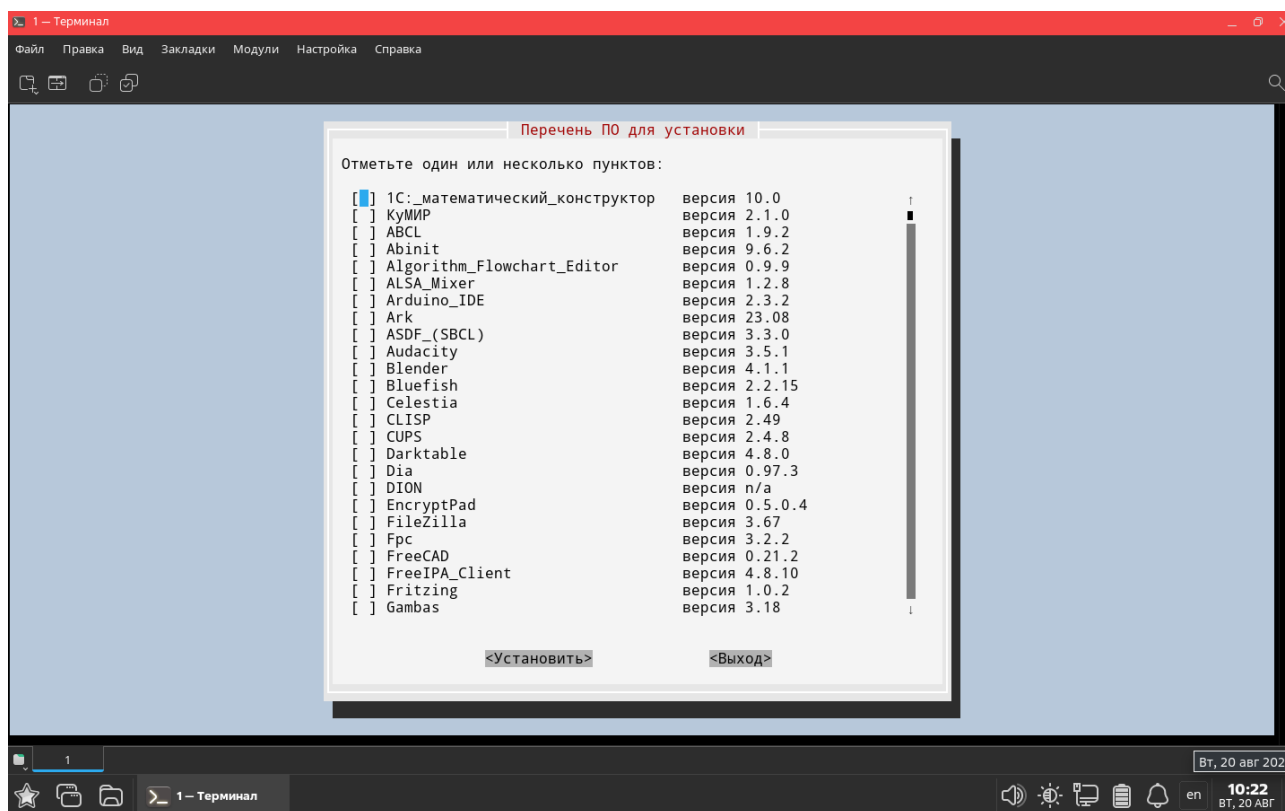 1 — Терминал
Файл Правка Вид Закладки Модули Настройка Справка
Перечень ПО для установки
Отметьте один или несколько пунктов:
[ ] 1С:_математический_конструктор версия 10.0
[ ] КуМИР версия 2.1.0
[ ] ABCL версия 1.9.2
[ ] Abinit версия 9.6.2
[ ] Algorithm_Flowchart_Editor версия 0.9.9
[ ] ALSA_Mixer версия 1.2.8
[ ] Arduino_IDE версия 2.3.2
[ ] Ark версия 23.08
[ ] ASDF_(SBCL) версия 3.3.0
[ ] Audacity версия 3.5.1
[ ] Blender версия 4.1.1
[ ] Bluefish версия 2.2.15
[ ] Celestia версия 1.6.4
[ ] CLISP версия 2.49
[ ] CUPS версия 2.4.8
[ ] Darktable версия 4.8.0
[ ] Dia версия 0.97.3
[ ] DION версия n/a
[ ] EncryptPad версия 0.5.0.4
[ ] FileZilla версия 3.67
[ ] Fpc версия 3.2.2
[ ] FreeCAD версия 0.21.2
[ ] FreeIPA_Client версия 4.8.10
[ ] Fritzing версия 1.0.2
[ ] Gambas версия 3.18
<Установить> <Выход>
1
Вт, 20 авг 202
1 — Терминал
en
10:22
ВТ, 20 АВГ